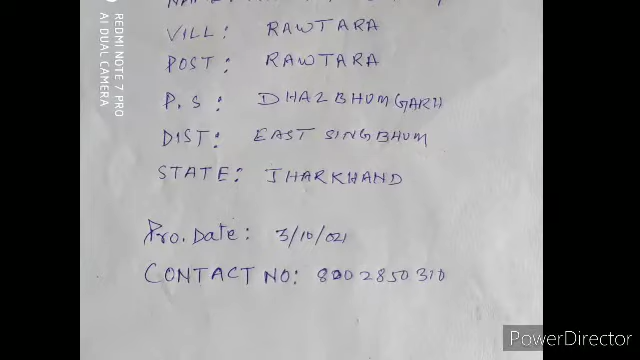 VILL: RAWTARA
POST: RAWTARA
P.S: DHALBHUMGARH
DIST: EAST SINGBHUM
STATE: JHARKHAND
Pro. Date: 3/10/021
CONTACT NO: 8002850310
REDMI NOTE 7 PRO
AI DUAL CAMERA
PowerDirector